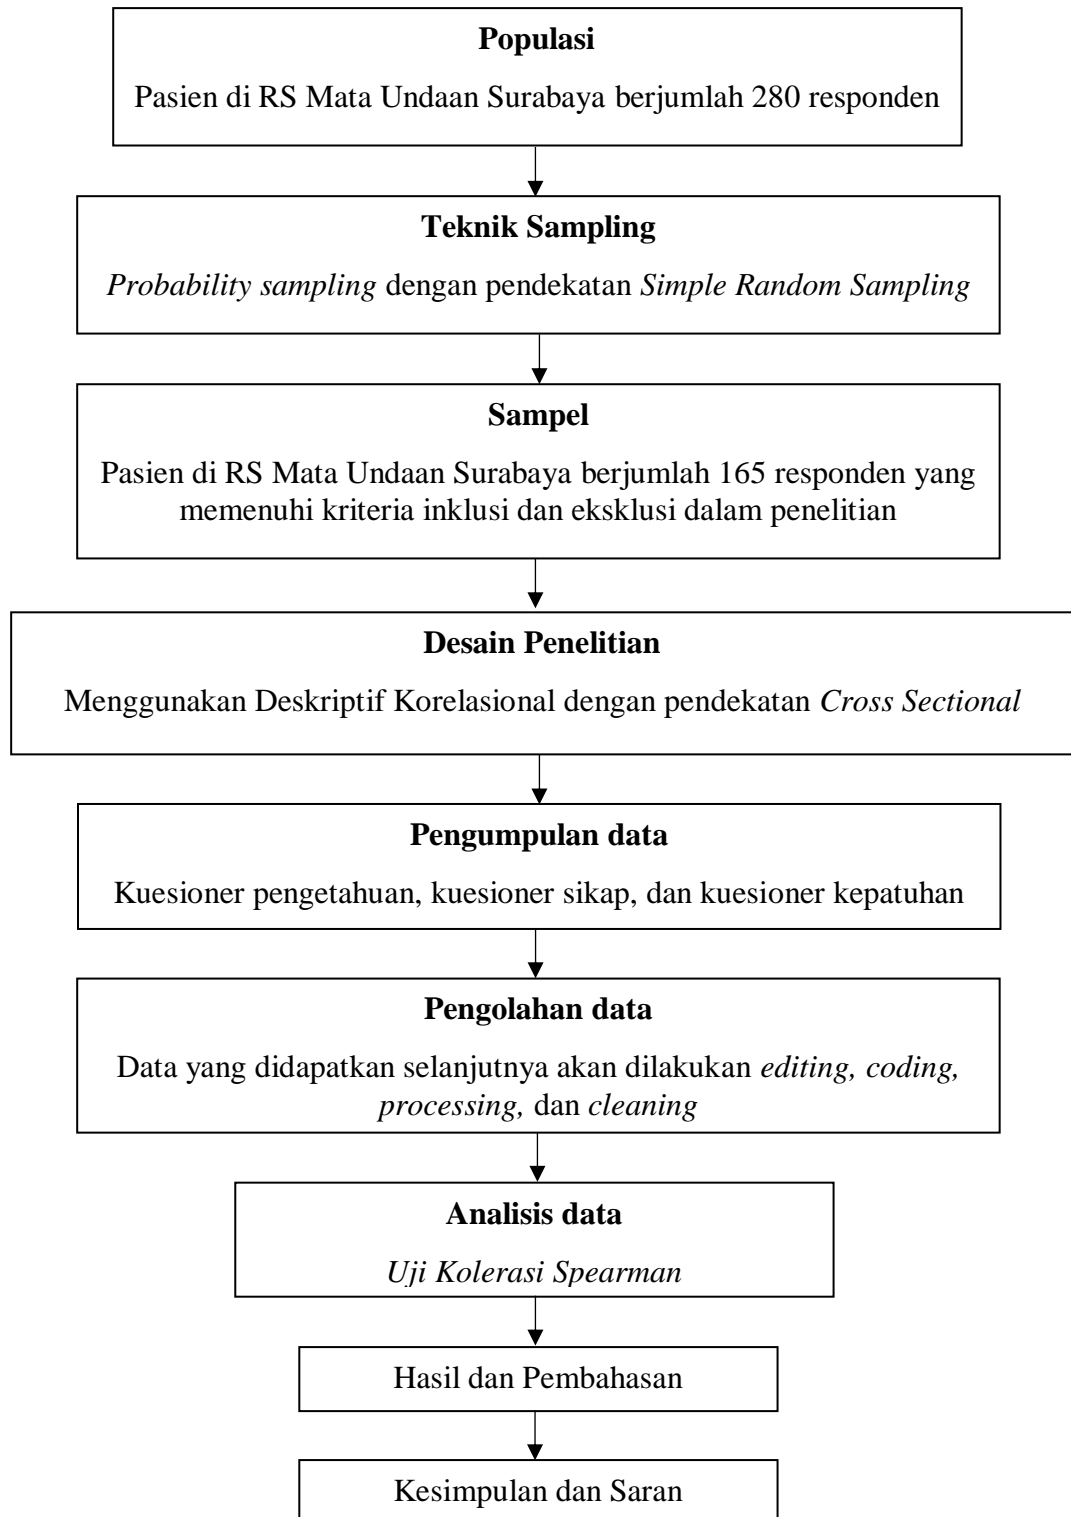 Populasi
Pasien di RS Mata Undaan Surabaya berjumlah 280 responden
Teknik Sampling
Probability sampling dengan pendekatan Simple Random Sampling
Sampel
Pasien di RS Mata Undaan Surabaya berjumlah 165 responden yang
memenuhi kriteria inklusi dan eksklusi dalam penelitian
Desain Penelitian
Menggunakan Deskriptif Korelasional dengan pendekatan Cross Sectional
Pengumpulan data
Kuesioner pengetahuan, kuesioner sikap, dan kuesioner kepatuhan
Pengolahan data
Data yang didapatkan selanjutnya akan dilakukan editing, coding,
processing, dan cleaning
Analisis data
Uji Kolerasi Spearman
Hasil dan Pembahasan
Kesimpulan dan Saran